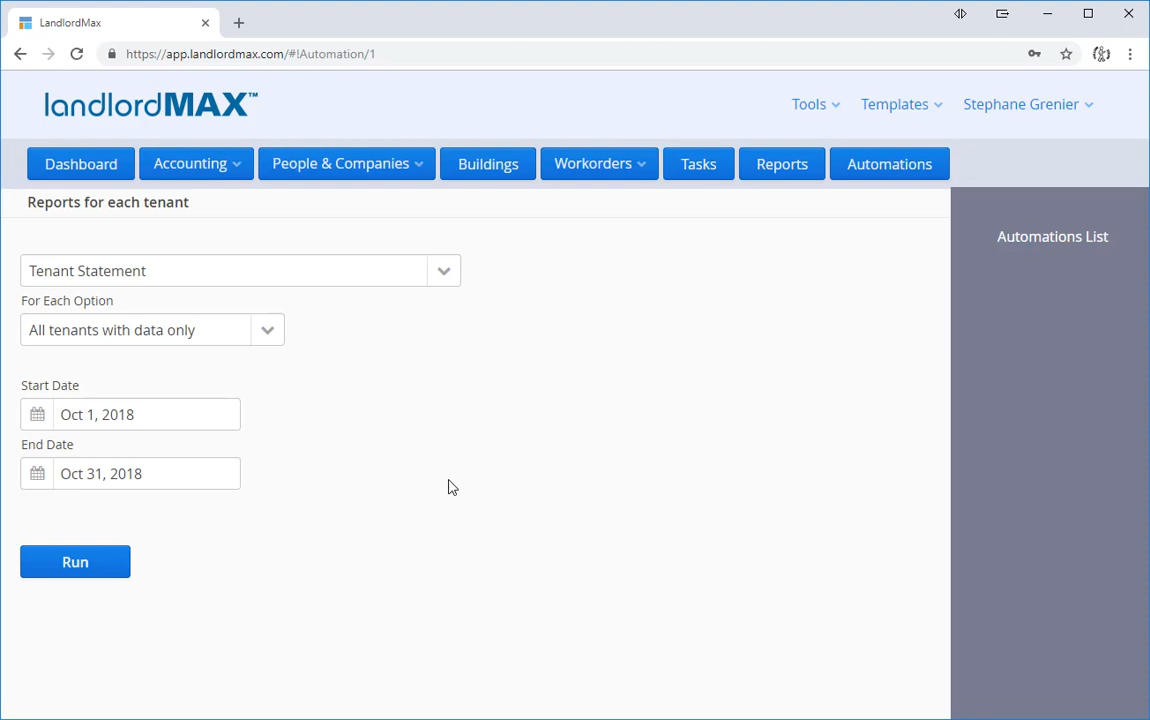 LandlordMax
https://app.landlordmax.com/#!Automation/1
landlordMAX™
Tools
Templates
Stephane Grenier
Dashboard
Accounting
People & Companies
Buildings
Workorders
Tasks
Reports
Automations
Reports for each tenant
Automations List
Tenant Statement
For Each Option
All tenants with data only
Start Date
Oct 1, 2018
End Date
Oct 31, 2018
Run